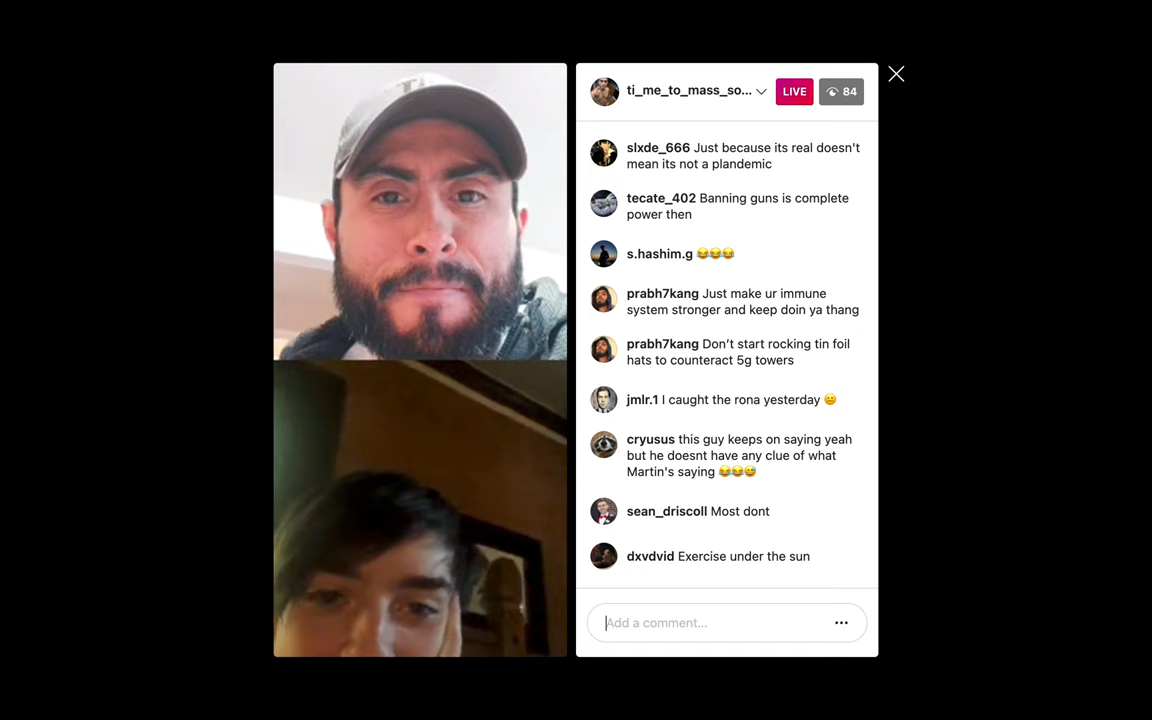 ti_me_to_mass_so...
LIVE
84
slxde_666 Just because its real doesn't
mean its not a plandemic
tecate_402 Banning guns is complete
power then
s.hashim.g 😂😂😂
prabh7kang Just make ur immune
system stronger and keep doin ya thang
prabh7kang Don’t start rocking tin foil
hats to counteract 5g towers
jmlr.1 I caught the rona yesterday 😐
cryusus this guy keeps on saying yeah
but he doesnt have any clue of what
Martin's saying 😂😂😅
sean_driscoll Most dont
dxvdvid Exercise under the sun
Add a comment...